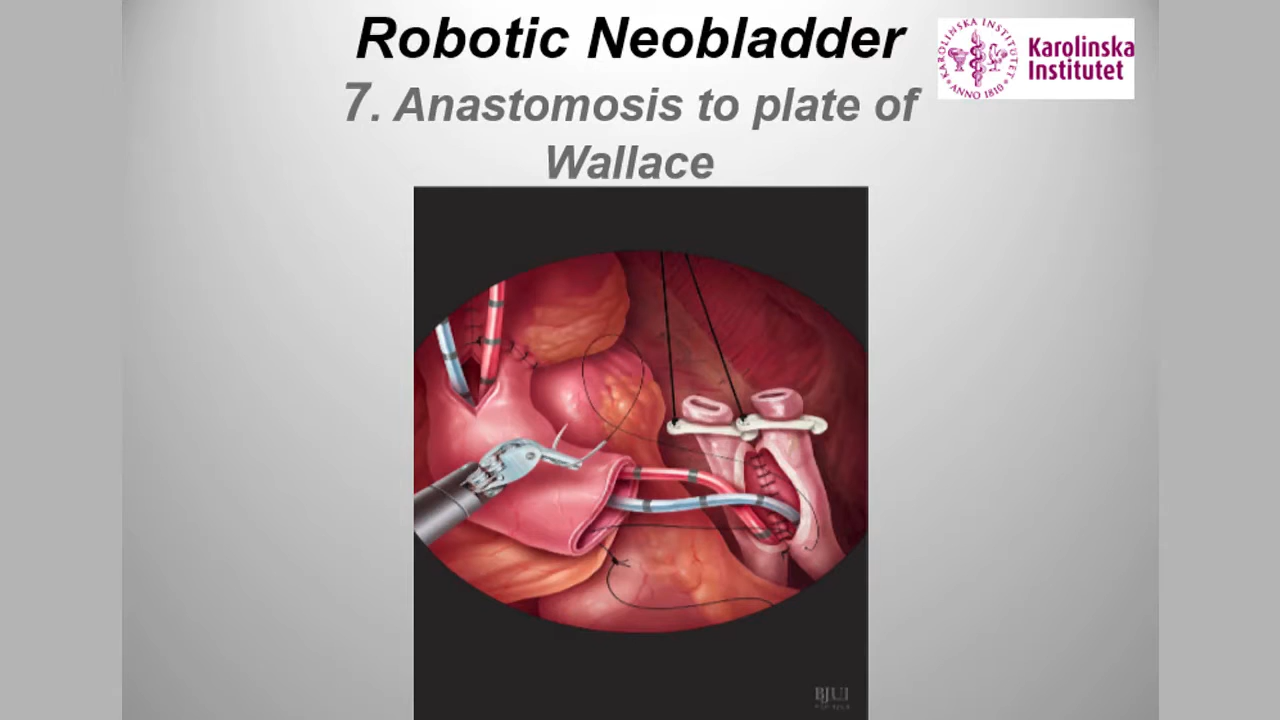 Robotic Neobladder
7. Anastomosis to plate of
Wallace
KAROLINSKA INSTITUTET
ANNO 1810
Karolinska
Institutet
BJUI